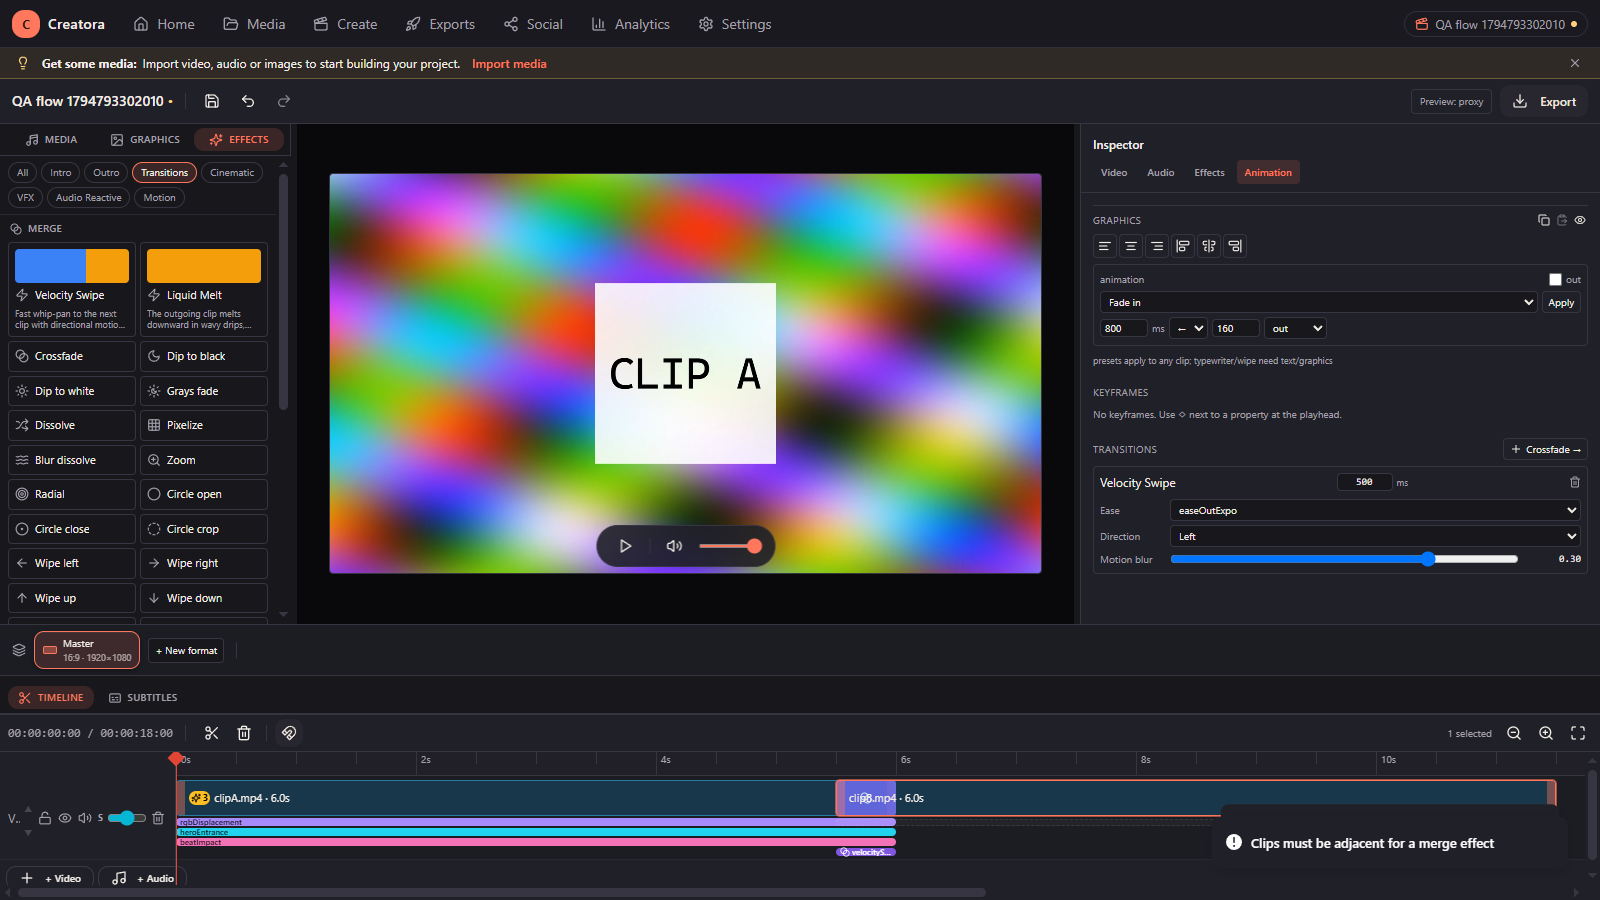 C Creatora Home Media Create Exports Social Analytics Settings QA flow 1794793302010
Get some media: Import video, audio or images to start building your project. Import media
QA flow 1794793302010 • Preview: proxy Export
MEDIA GRAPHICS EFFECTS
All Intro Outro Transitions Cinematic
VFX Audio Reactive Motion
MERGE
Velocity Swipe Liquid Melt
Fast whip-pan to the next The outgoing clip melts
clip with directional motio... downward in wavy drips,...
Crossfade Dip to black
Dip to white Grays fade
Dissolve Pixelize
Blur dissolve Zoom
Radial Circle open
Circle close Circle crop
Wipe left Wipe right
Wipe up Wipe down
CLIP A
Inspector
Video Audio Effects Animation
GRAPHICS
animation out
Fade in Apply
800 ms ← 160 out
presets apply to any clip; typewriter/wipe need text/graphics
KEYFRAMES
No keyframes. Use ◇ next to a property at the playhead.
TRANSITIONS + Crossfade →
Velocity Swipe 500 ms
Ease easeOutExpo
Direction Left
Motion blur 0.30
Master
16:9 · 1920×1080
+ New format
TIMELINE SUBTITLES
00:00:00:00 / 00:00:18:00 1 selected
0s 2s 4s 6s 8s 10s
V.. S 3 clipA.mp4 · 6.0s clipB.mp4 · 6.0s
rgbDisplacement
heroEntrance
beatImpact
velocityS...
Clips must be adjacent for a merge effect
+ Video + Audio